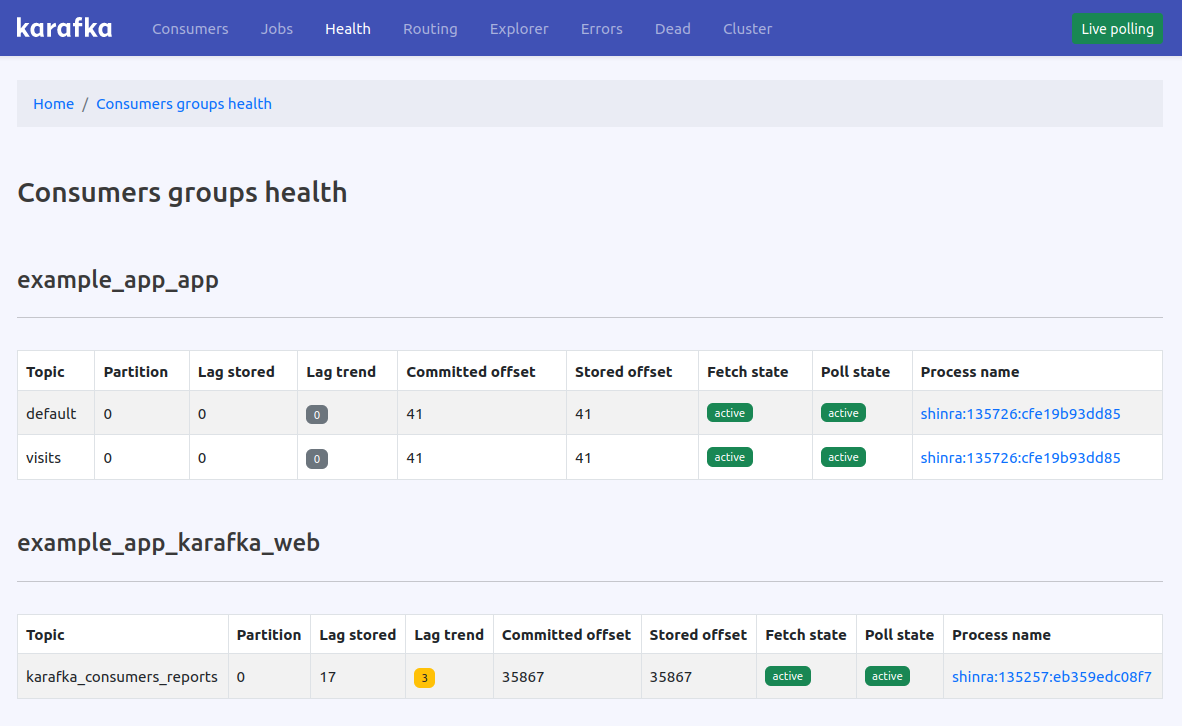 karafka Consumers Jobs Health Routing Explorer Errors Dead Cluster Live polling
Home / Consumers groups health
Consumers groups health
example_app_app
Topic Partition Lag stored Lag trend Committed offset Stored offset Fetch state Poll state Process name
default 0 0 0 41 41 active active shinra:135726:cfe19b93dd85
visits 0 0 0 41 41 active active shinra:135726:cfe19b93dd85
example_app_karafka_web
Topic Partition Lag stored Lag trend Committed offset Stored offset Fetch state Poll state Process name
karafka_consumers_reports 0 17 3 35867 35867 active active shinra:135257:eb359edc08f7